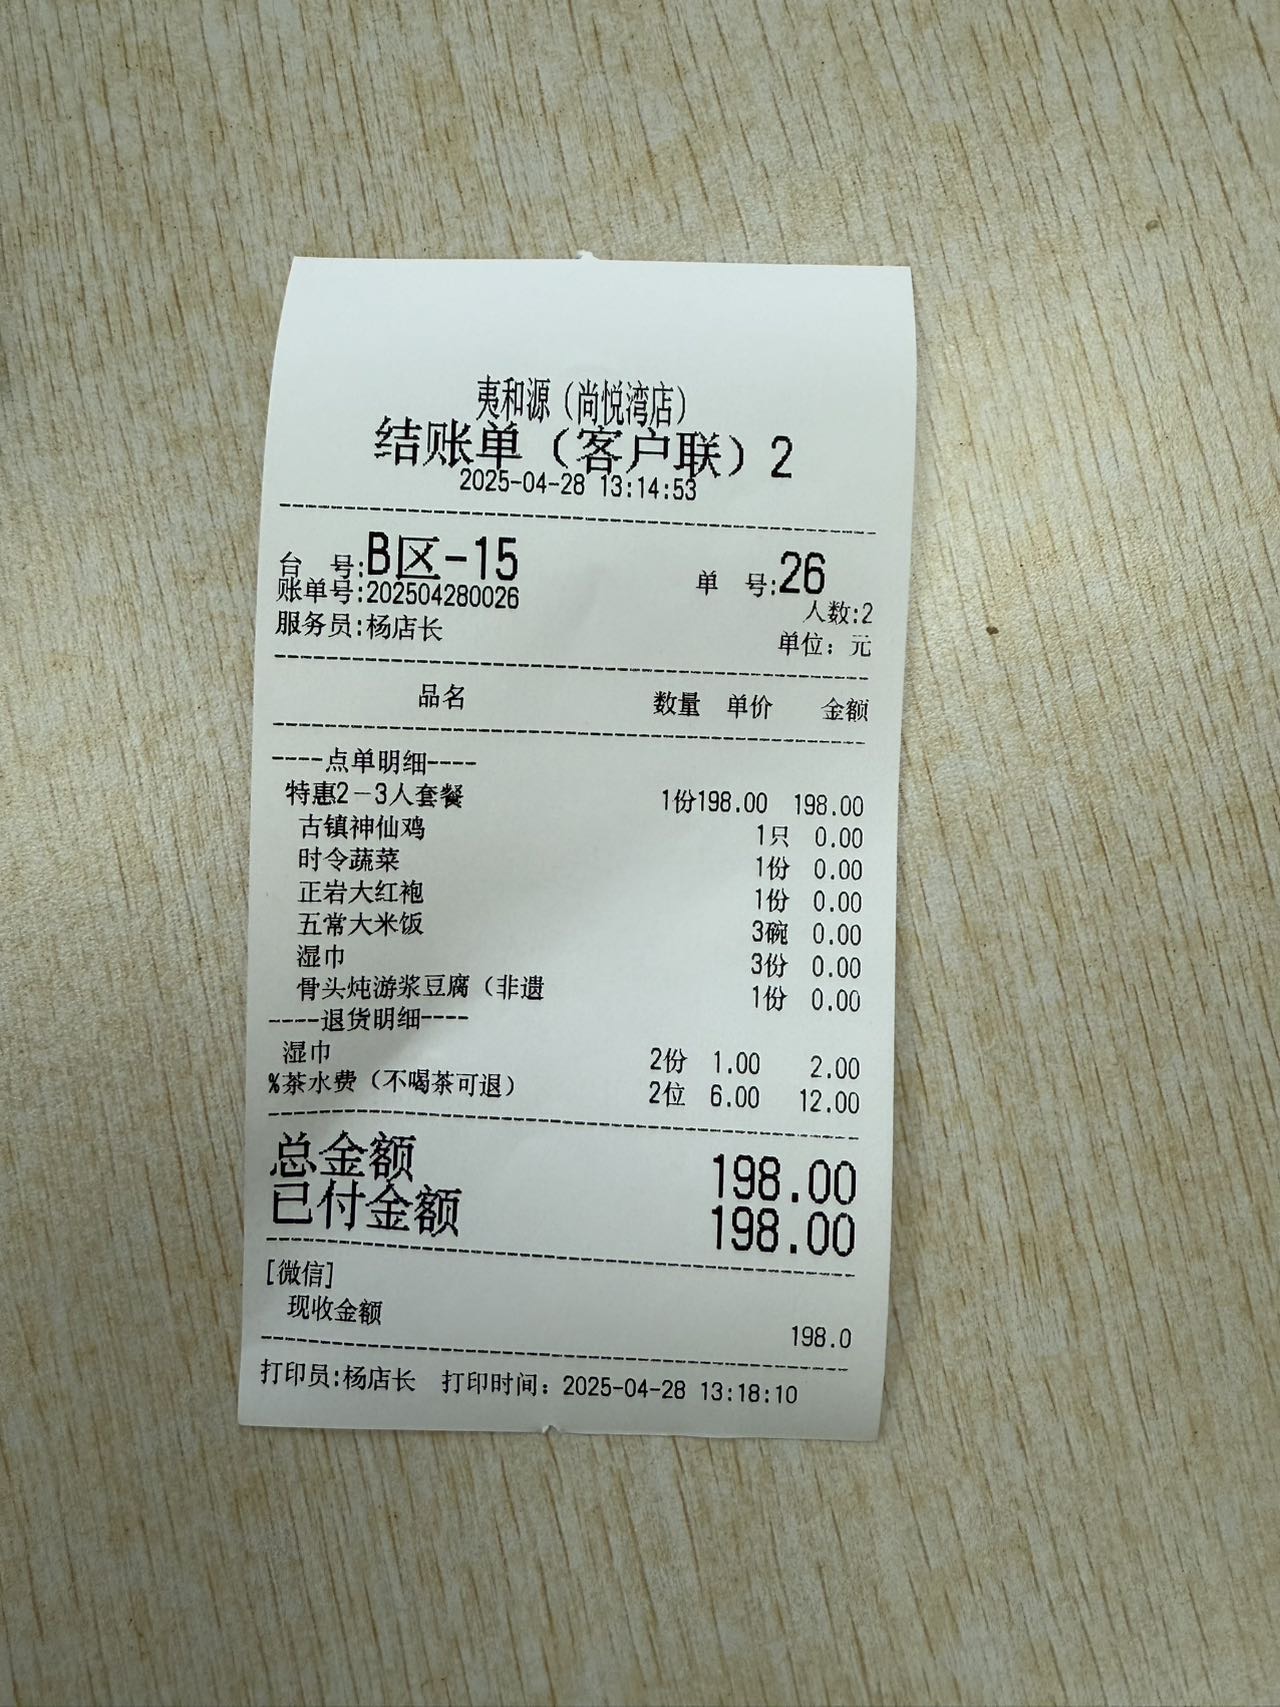 夷和源（尚悦湾店）
结账单（客户联）2
2025-04-28 13:14:53
台 号:B区-15 单 号:26
账单号:202504280026 人数:2
服务员:杨店长 单位：元
品名 数量 单价 金额
----点单明细----
特惠2－3人套餐 1份198.00 198.00
古镇神仙鸡 1只 0.00
时令蔬菜 1份 0.00
正岩大红袍 1份 0.00
五常大米饭 3碗 0.00
湿巾 3份 0.00
骨头炖游浆豆腐（非遗 1份 0.00
----退货明细----
湿巾 2份 1.00 2.00
%茶水费（不喝茶可退） 2位 6.00 12.00
总金额 198.00
已付金额 198.00
[微信]
现收金额 198.0
打印员:杨店长 打印时间：2025-04-28 13:18:10